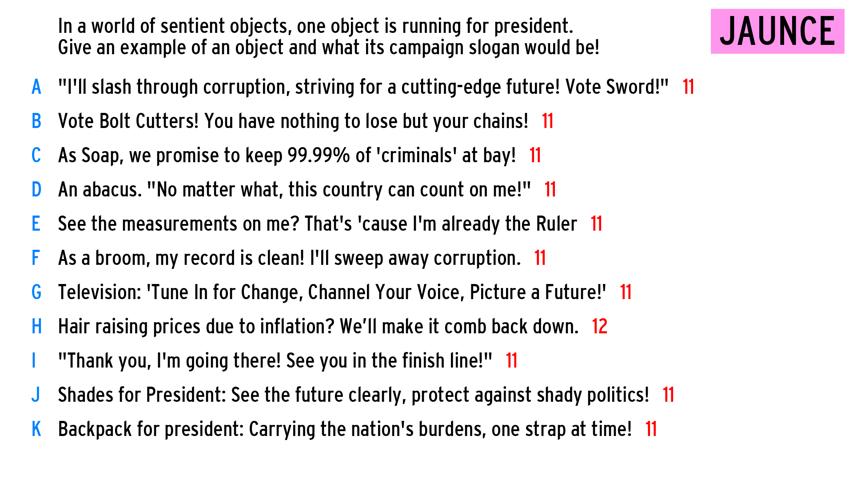 In a world of sentient objects, one object is running for president.
Give an example of an object and what its campaign slogan would be!
JAUNCE
A "I'll slash through corruption, striving for a cutting-edge future! Vote Sword!" 11
B Vote Bolt Cutters! You have nothing to lose but your chains! 11
C As Soap, we promise to keep 99.99% of 'criminals' at bay! 11
D An abacus. "No matter what, this country can count on me!" 11
E See the measurements on me? That's 'cause I'm already the Ruler 11
F As a broom, my record is clean! I'll sweep away corruption. 11
G Television: 'Tune In for Change, Channel Your Voice, Picture a Future!' 11
H Hair raising prices due to inflation? We’ll make it comb back down. 12
I "Thank you, I'm going there! See you in the finish line!" 11
J Shades for President: See the future clearly, protect against shady politics! 11
K Backpack for president: Carrying the nation's burdens, one strap at time! 11